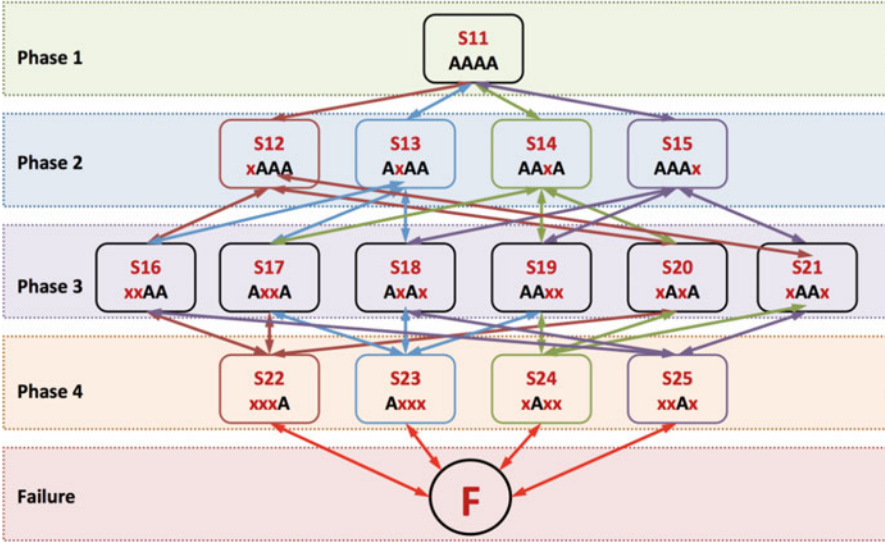 Phase 1
S11
AAAA
Phase 2
S12
xAAA
S13
AxAA
S14
AAxA
S15
AAAx
Phase 3
S16
xxAA
S17
AxxA
S18
AxAx
S19
AAxx
S20
xAxA
S21
xAAx
Phase 4
S22
xxxA
S23
Axxx
S24
xAxx
S25
xxAx
Failure
F